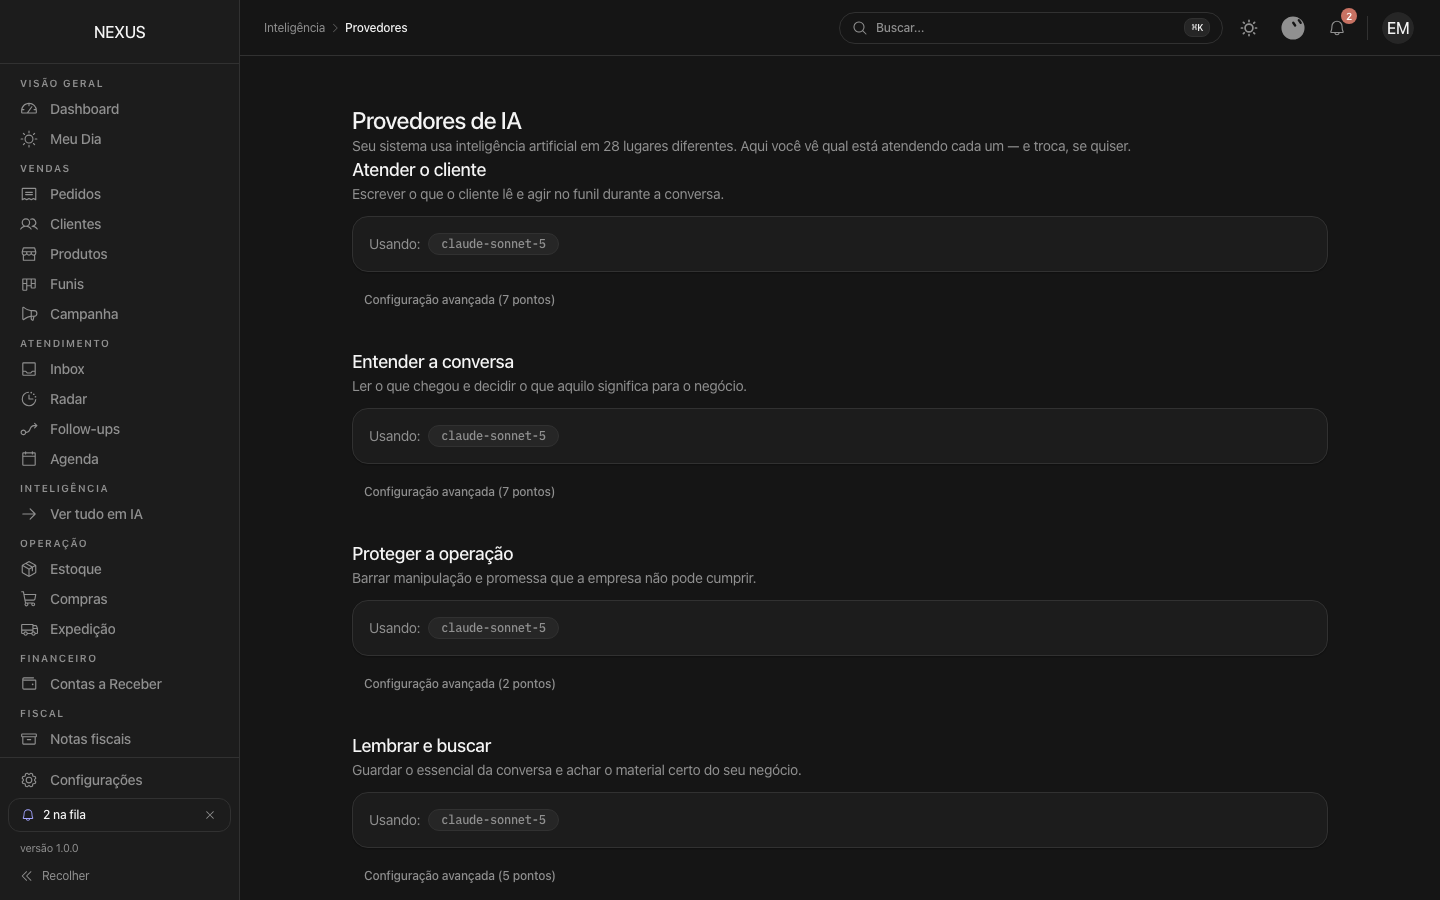 NEXUS
VISÃO GERAL
Dashboard
Meu Dia
VENDAS
Pedidos
Clientes
Produtos
Funis
Campanha
ATENDIMENTO
Inbox
Radar
Follow-ups
Agenda
INTELIGÊNCIA
Ver tudo em IA
OPERAÇÃO
Estoque
Compras
Expedição
FINANCEIRO
Contas a Receber
FISCAL
Notas fiscais
Configurações
2 na fila
versão 1.0.0
Recolher
Inteligência > Provedores
Buscar... ⌘K
2
EM
Provedores de IA
Seu sistema usa inteligência artificial em 28 lugares diferentes. Aqui você vê qual está atendendo cada um — e troca, se quiser.
Atender o cliente
Escrever o que o cliente lê e agir no funil durante a conversa.
Usando: claude-sonnet-5
Configuração avançada (7 pontos)
Entender a conversa
Ler o que chegou e decidir o que aquilo significa para o negócio.
Usando: claude-sonnet-5
Configuração avançada (7 pontos)
Proteger a operação
Barrar manipulação e promessa que a empresa não pode cumprir.
Usando: claude-sonnet-5
Configuração avançada (2 pontos)
Lembrar e buscar
Guardar o essencial da conversa e achar o material certo do seu negócio.
Usando: claude-sonnet-5
Configuração avançada (5 pontos)